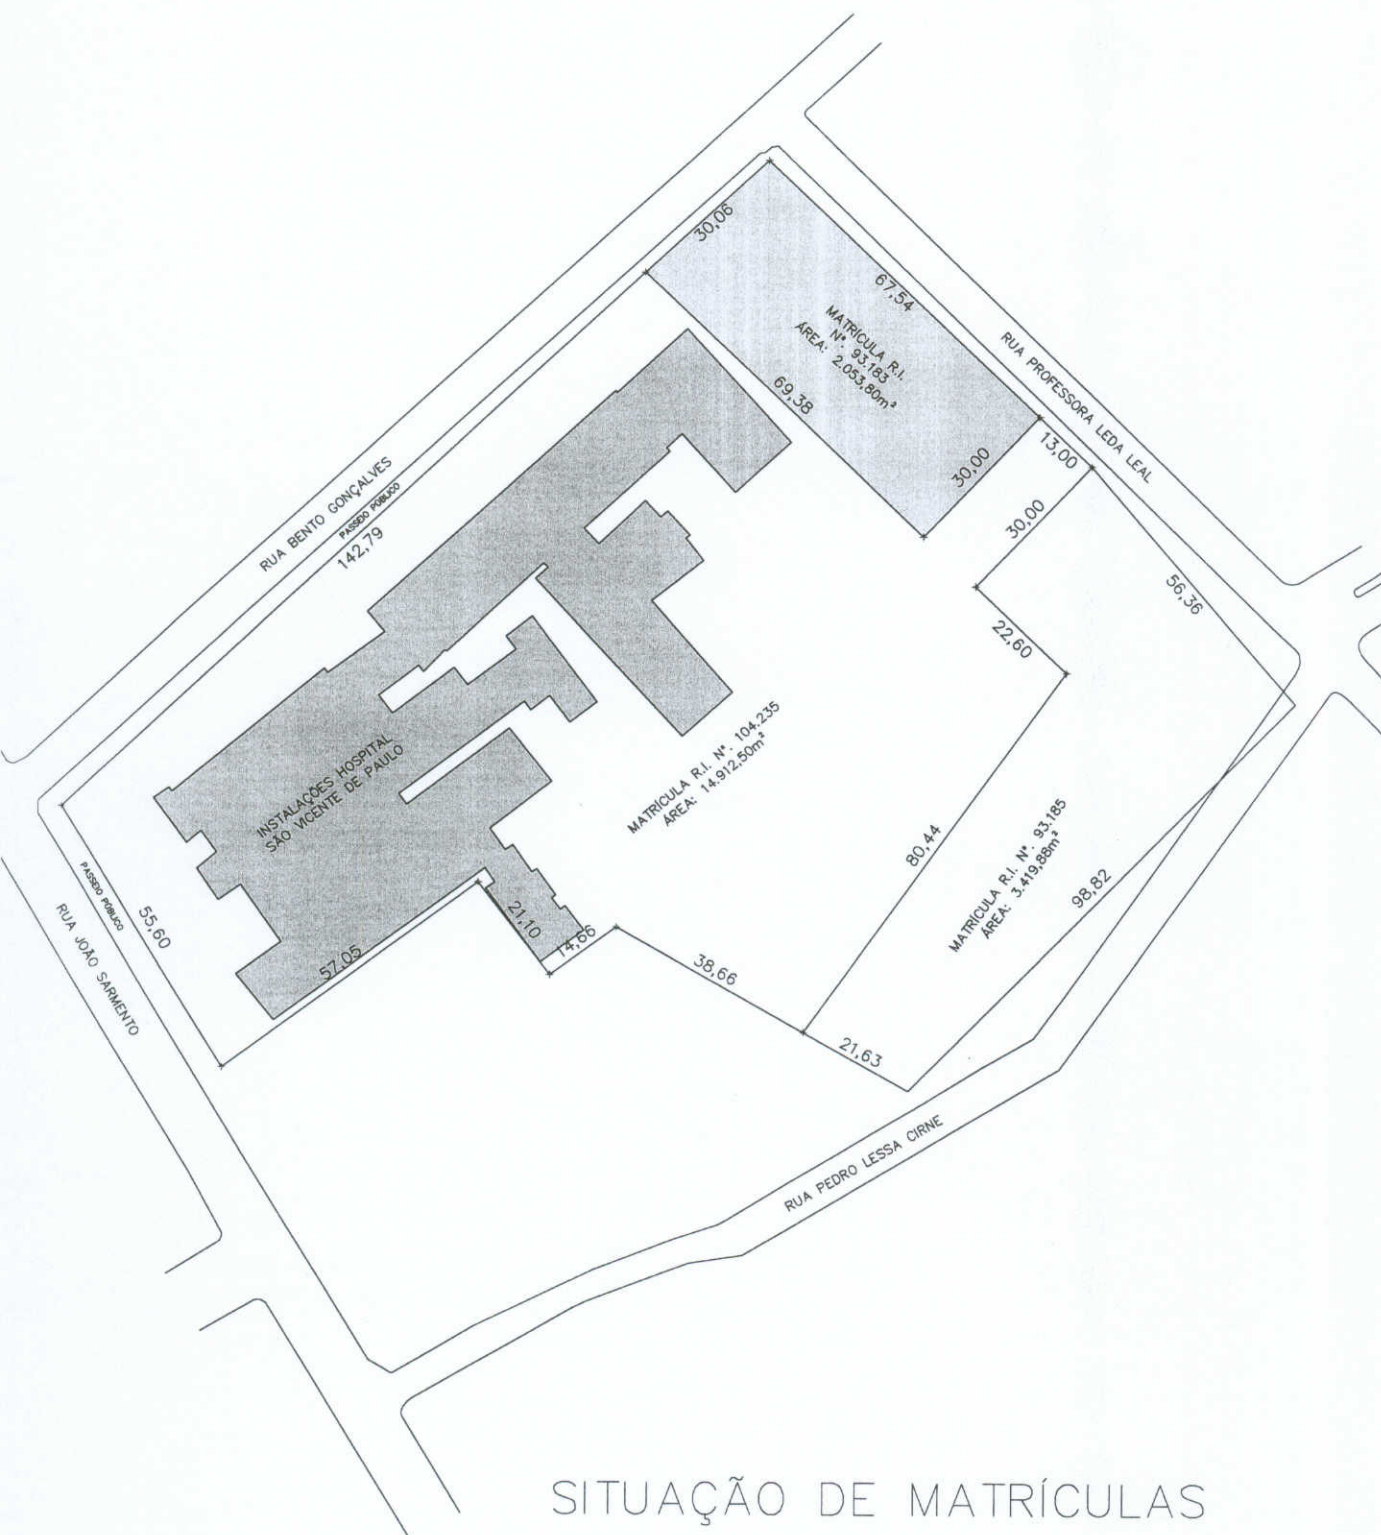 30,06
67,54
MATRÍCULA R.I.
N°. 93.183
ÁREA: 2.053,80m²
69,38
30,00
RUA PROFESSORA LEDA LEAL
13,00
30,00
56,36
22,60
RUA BENTO GONÇALVES
PASSEIO PÚBLICO
142,79
INSTALAÇÕES HOSPITAL
SÃO VICENTE DE PAULO
MATRÍCULA R.I. N°. 104.235
ÁREA: 14.912,50m²
80,44
MATRÍCULA R.I. N°. 93.185
ÁREA: 3.419,88m²
98,82
PASSEIO PÚBLICO
55,60
RUA JOÃO SARMENTO
57,05
21,10
14,66
38,66
21,63
RUA PEDRO LESSA CIRNE
SITUAÇÃO DE MATRÍCULAS